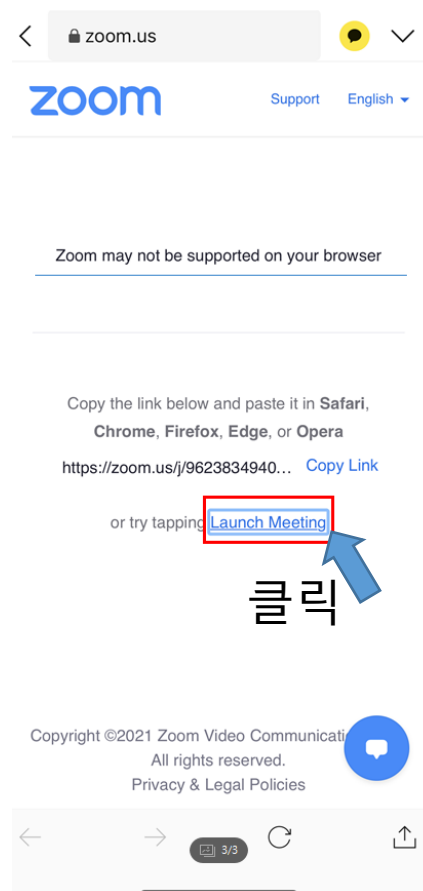 zoom.us
zoom
Support English
Zoom may not be supported on your browser
Copy the link below and paste it in Safari,
Chrome, Firefox, Edge, or Opera
https://zoom.us/j/9623834940... Copy Link
or try tapping Launch Meeting
클릭
Copyright ©2021 Zoom Video Communicati
All rights reserved.
Privacy & Legal Policies
3/3